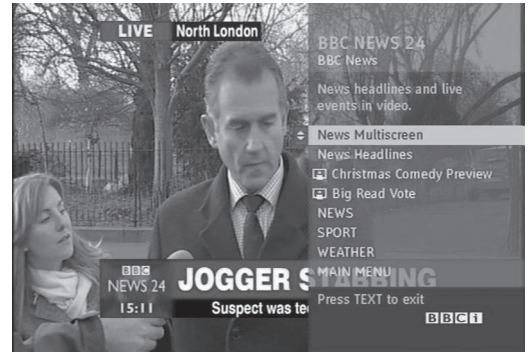 LIVE North London
BBC NEWS 24
BBC News
News headlines and live
events in video.
News Multiscreen
News Headlines
Christmas Comedy Preview
Big Read Vote
NEWS
SPORT
WEATHER
MAIN MENU
Press TEXT to exit
BBCi
BBC
NEWS 24
15:11
JOGGER STABBING
Suspect was